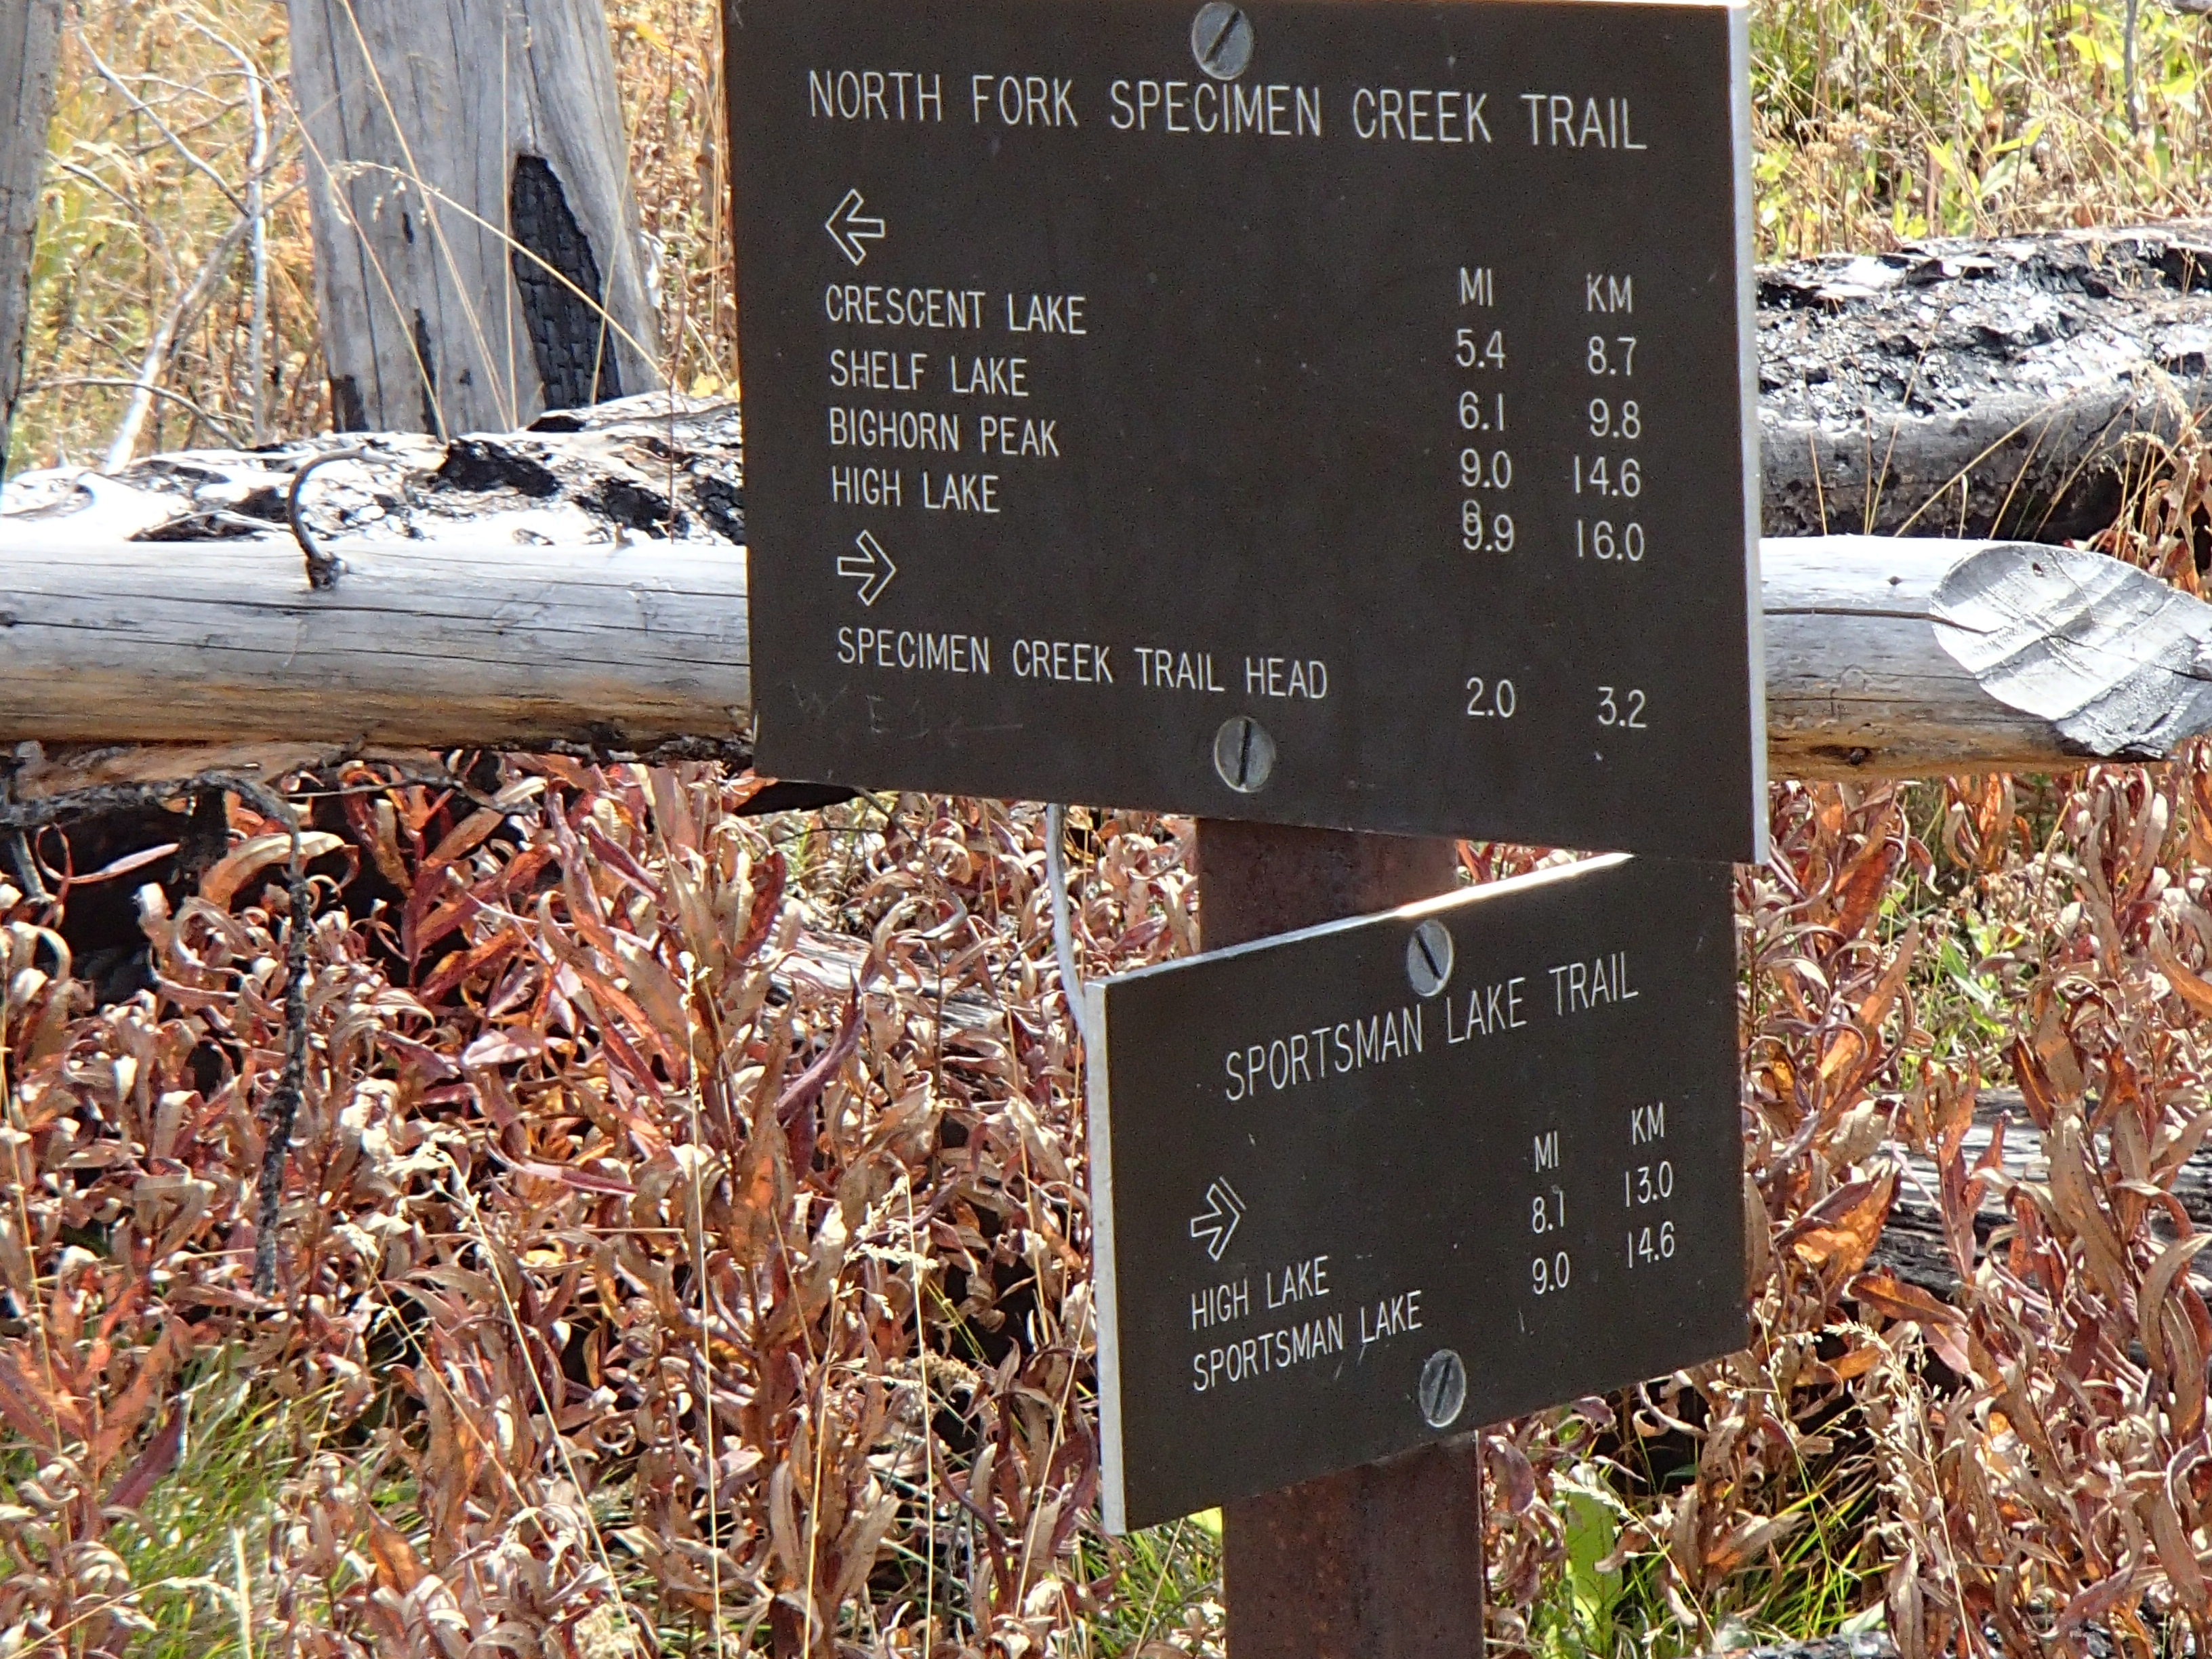 NORTH FORK SPECIMEN CREEK TRAIL
MI KM
CRESCENT LAKE 5.4 8.7
SHELF LAKE 6.1 9.8
BIGHORN PEAK 9.0 14.6
HIGH LAKE 9.9 16.0
SPECIMEN CREEK TRAIL HEAD 2.0 3.2
SPORTSMAN LAKE TRAIL
MI KM
HIGH LAKE 8.1 13.0
SPORTSMAN LAKE 9.0 14.6